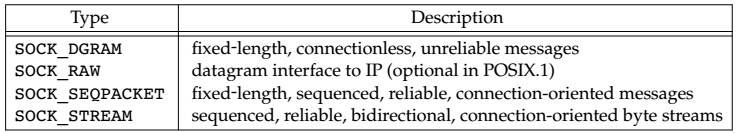 Type Description
SOCK_DGRAM fixed-length, connectionless, unreliable messages
SOCK_RAW datagram interface to IP (optional in POSIX.1)
SOCK_SEQPACKET fixed-length, sequenced, reliable, connection-oriented messages
SOCK_STREAM sequenced, reliable, bidirectional, connection-oriented byte streams